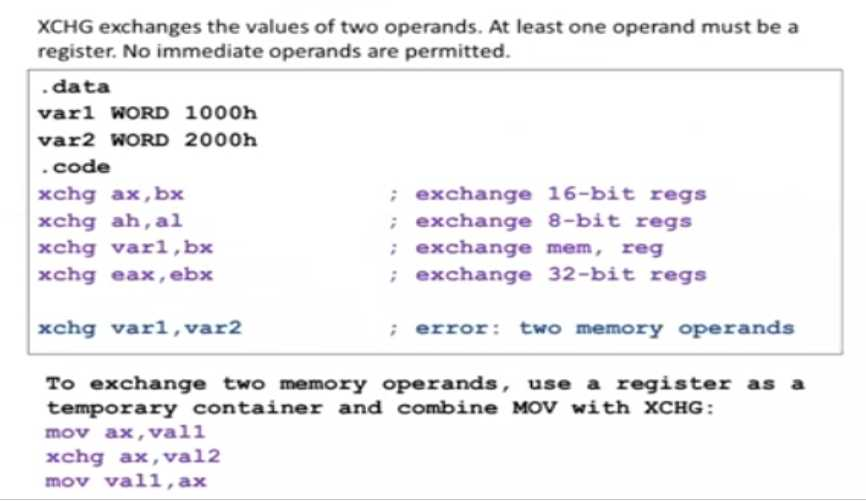 XCHG exchanges the values of two operands. At least one operand must be a
register. No immediate operands are permitted.
.data
var1 WORD 1000h
var2 WORD 2000h
.code
xchg ax,bx ; exchange 16-bit regs
xchg ah,al ; exchange 8-bit regs
xchg var1,bx ; exchange mem, reg
xchg eax,ebx ; exchange 32-bit regs
xchg var1,var2 ; error: two memory operands
To exchange two memory operands, use a register as a
temporary container and combine MOV with XCHG:
mov ax,val1
xchg ax,val2
mov val1,ax